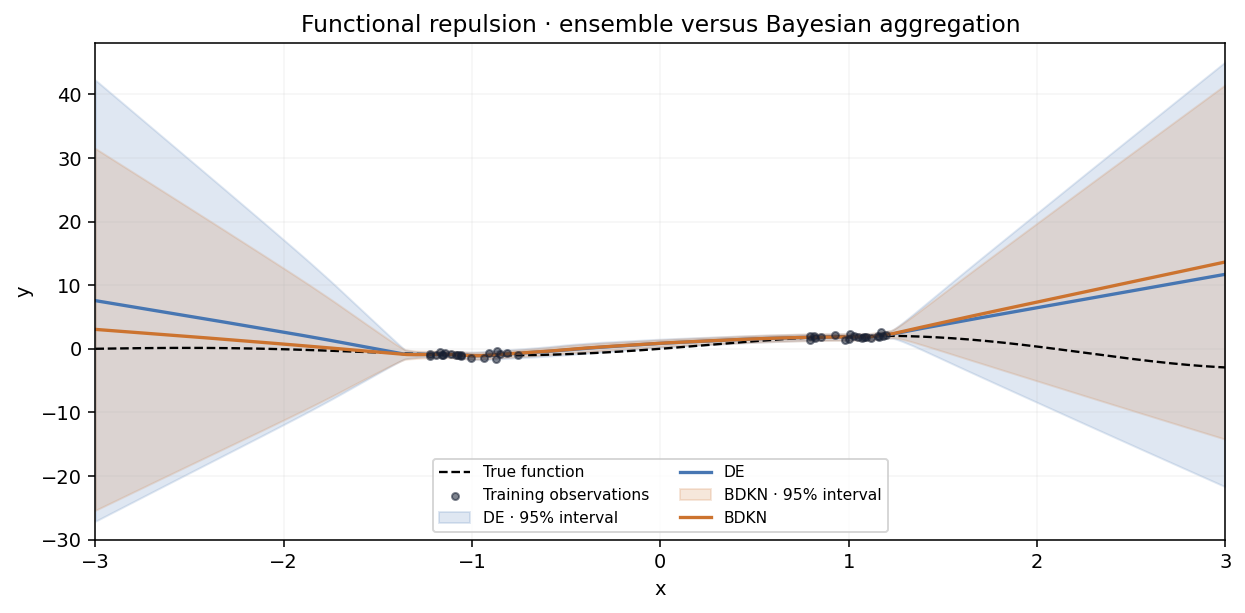 Functional repulsion · ensemble versus Bayesian aggregation
y
40
30
20
10
0
−10
−20
−30
True function
Training observations
DE · 95% interval
DE
BDKN · 95% interval
BDKN
−3 −2 −1 0 1 2 3
x